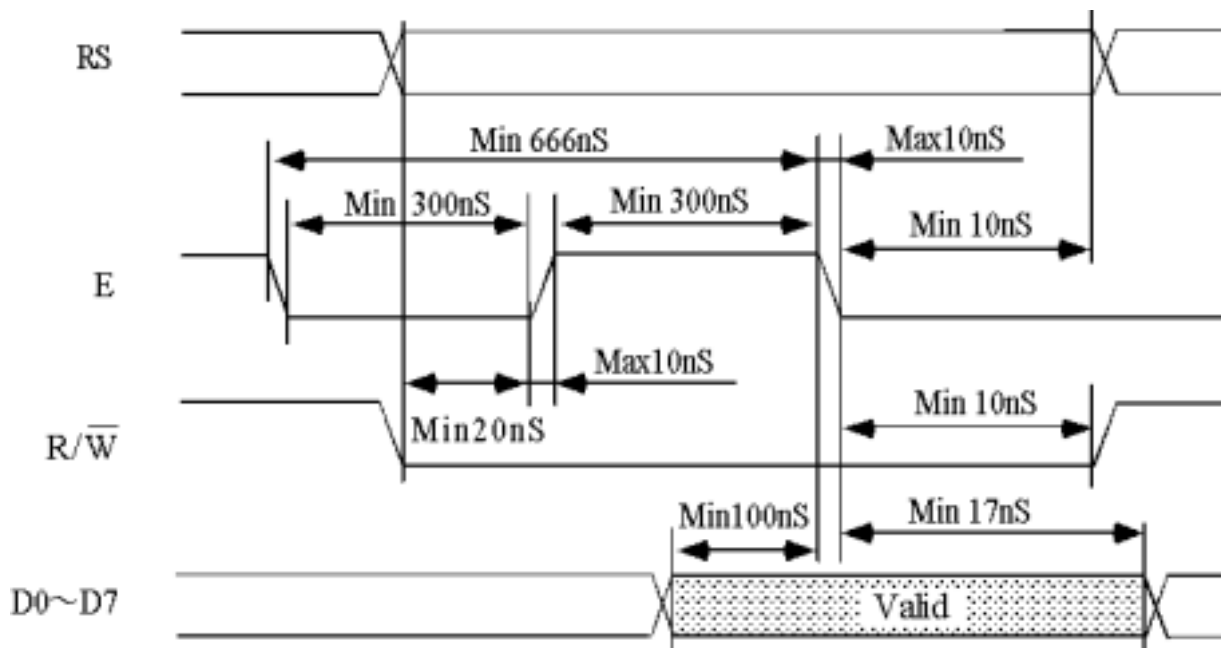 RS
Min 666nS
Max10nS
Min 300nS
Min 300nS
Min 10nS
E
Max10nS
Min20nS
Min 10nS
R/W̅
Min100nS
Min 17nS
D0～D7
Valid